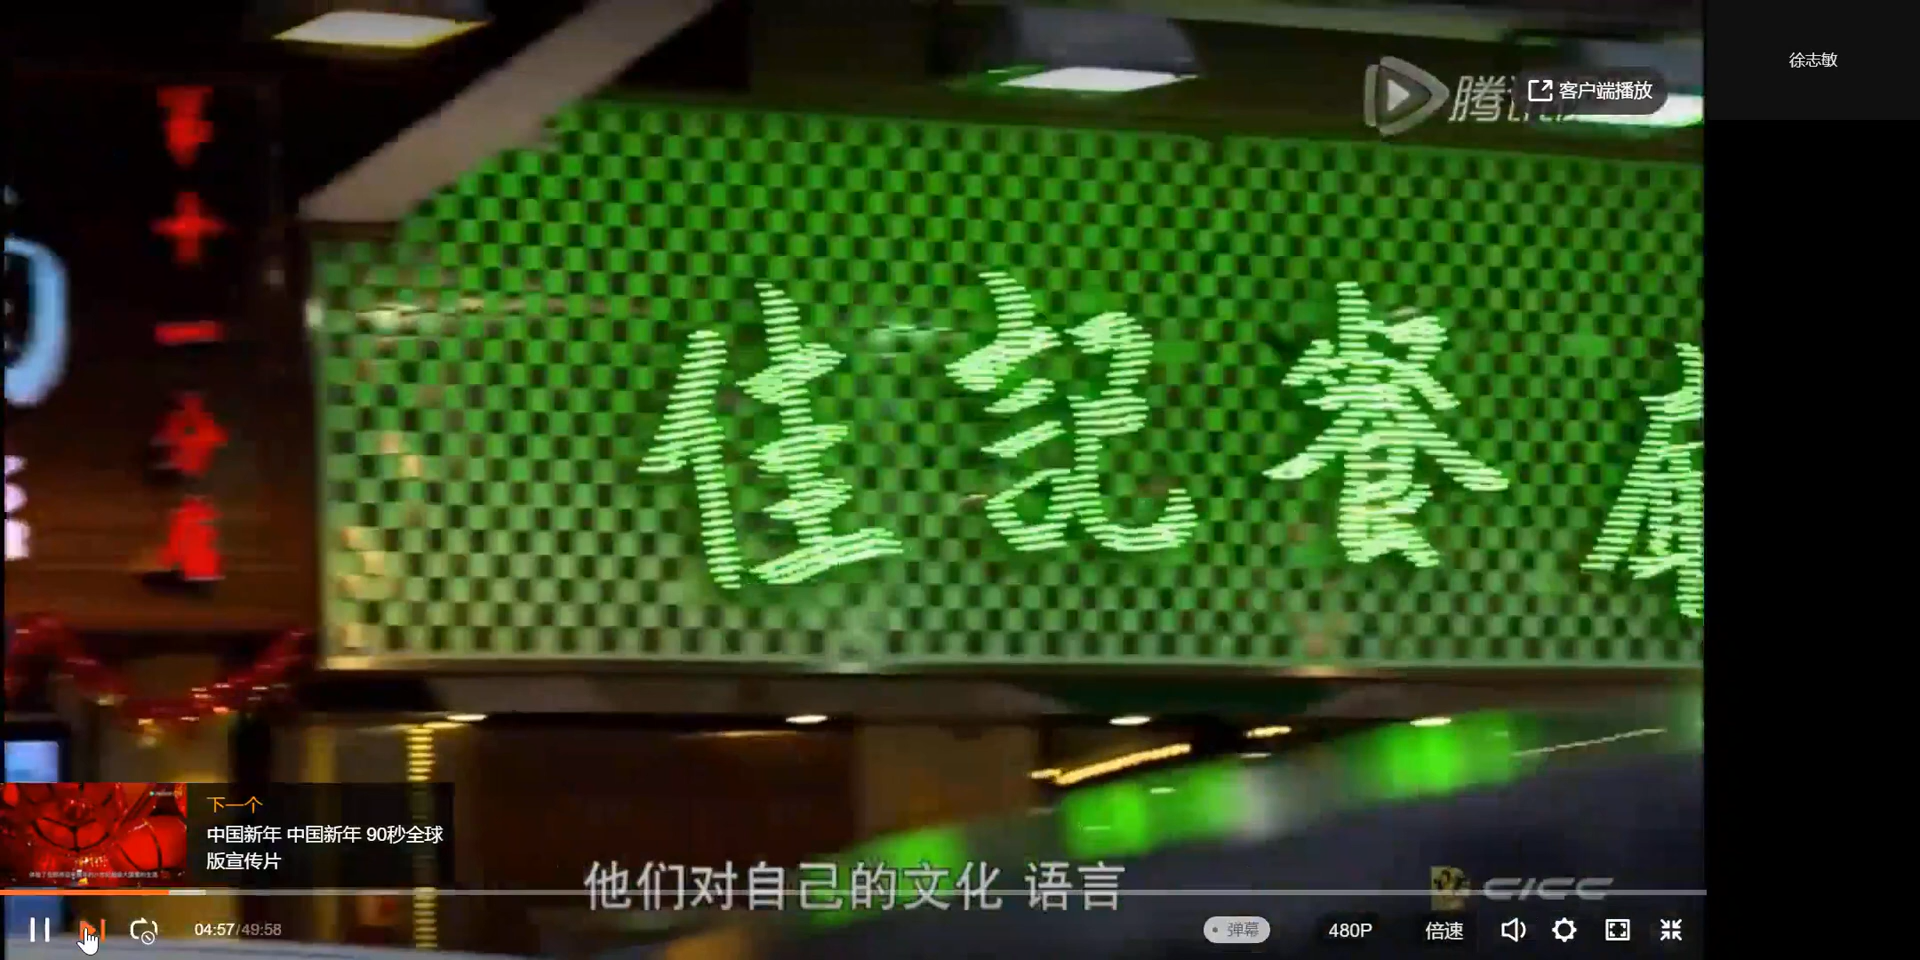 徐志敏
腾讯
客户端播放
佳記餐
下一个
中国新年 中国新年 90秒全球
版宣传片
他们对自己的文化 语言
CICC
04:57/49:58
弹幕
480P
倍速